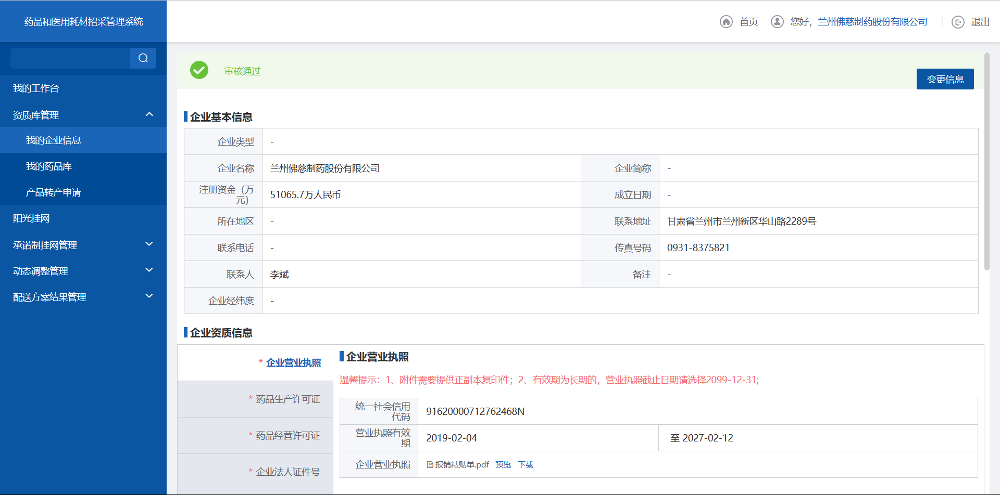 药品和医用耗材招采管理系统
首页
您好，兰州佛慈制药股份有限公司
退出
我的工作台
资质库管理
我的企业信息
我的药品库
产品转产申请
阳光挂网
承诺制挂网管理
动态调整管理
配送方案结果管理
审核通过
变更信息
企业基本信息
企业类型 -
企业名称 兰州佛慈制药股份有限公司 企业简称 -
注册资金（万
元） 51065.7万人民币 成立日期 -
所在地区 - 联系地址 甘肃省兰州市兰州新区华山路2289号
联系电话 - 传真号码 0931-8375821
联系人 李斌 备注 -
企业经纬度 -
企业资质信息
* 企业营业执照
* 药品生产许可证
* 药品经营许可证
* 企业法人证件号
企业营业执照
温馨提示：1、附件需要提供正副本复印件；2、有效期为长期的，营业执照截止日期请选择2099-12-31;
统一社会信用
代码 91620000712762468N
营业执照有效
期 2019-02-04 至 2027-02-12
企业营业执照 报销粘贴单.pdf 预览 下载